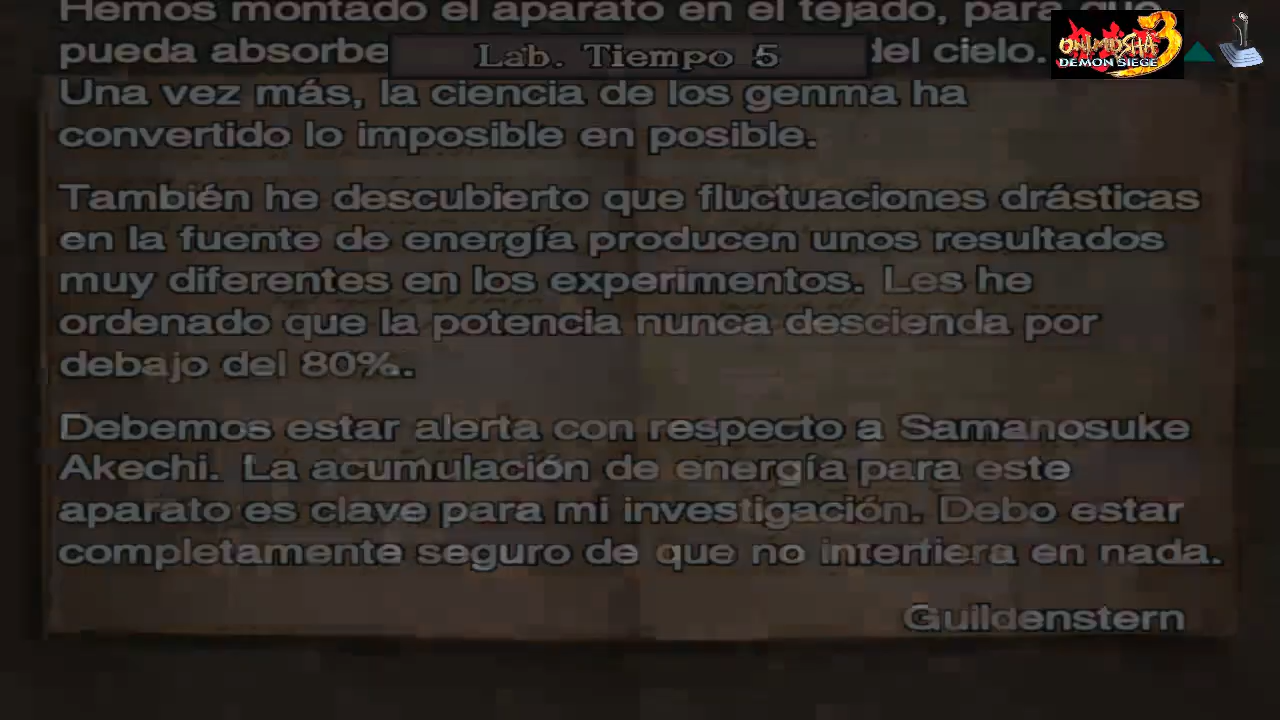 Hemos montado el aparato en el tejado, para que
pueda absorbe del cielo.
Lab. Tiempo 5
ONIMUSHA 3
DEMON SIEGE
Una vez más, la ciencia de los genma ha
convertido lo imposible en posible.
También he descubierto que fluctuaciones drásticas
en la fuente de energía producen unos resultados
muy diferentes en los experimentos. Les he
ordenado que la potencia nunca descienda por
debajo del 80%..
Debemos estar alerta con respecto a Samanosuke
Akechi. La acumulación de energía para este
aparato es clave para mi investigación. Debo estar
completamente seguro de que no interfiera en nada.
Guildenstern